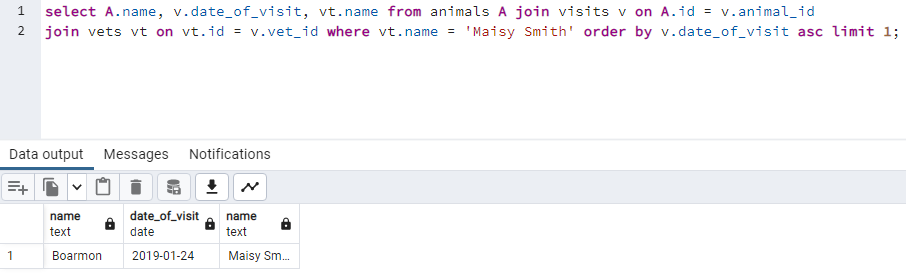 1 select A.name, v.date_of_visit, vt.name from animals A join visits v on A.id = v.animal_id
2 join vets vt on vt.id = v.vet_id where vt.name = 'Maisy Smith' order by v.date_of_visit asc limit 1;
Data output Messages Notifications
name date_of_visit name
text date text
1 Boarmon 2019-01-24 Maisy Sm...